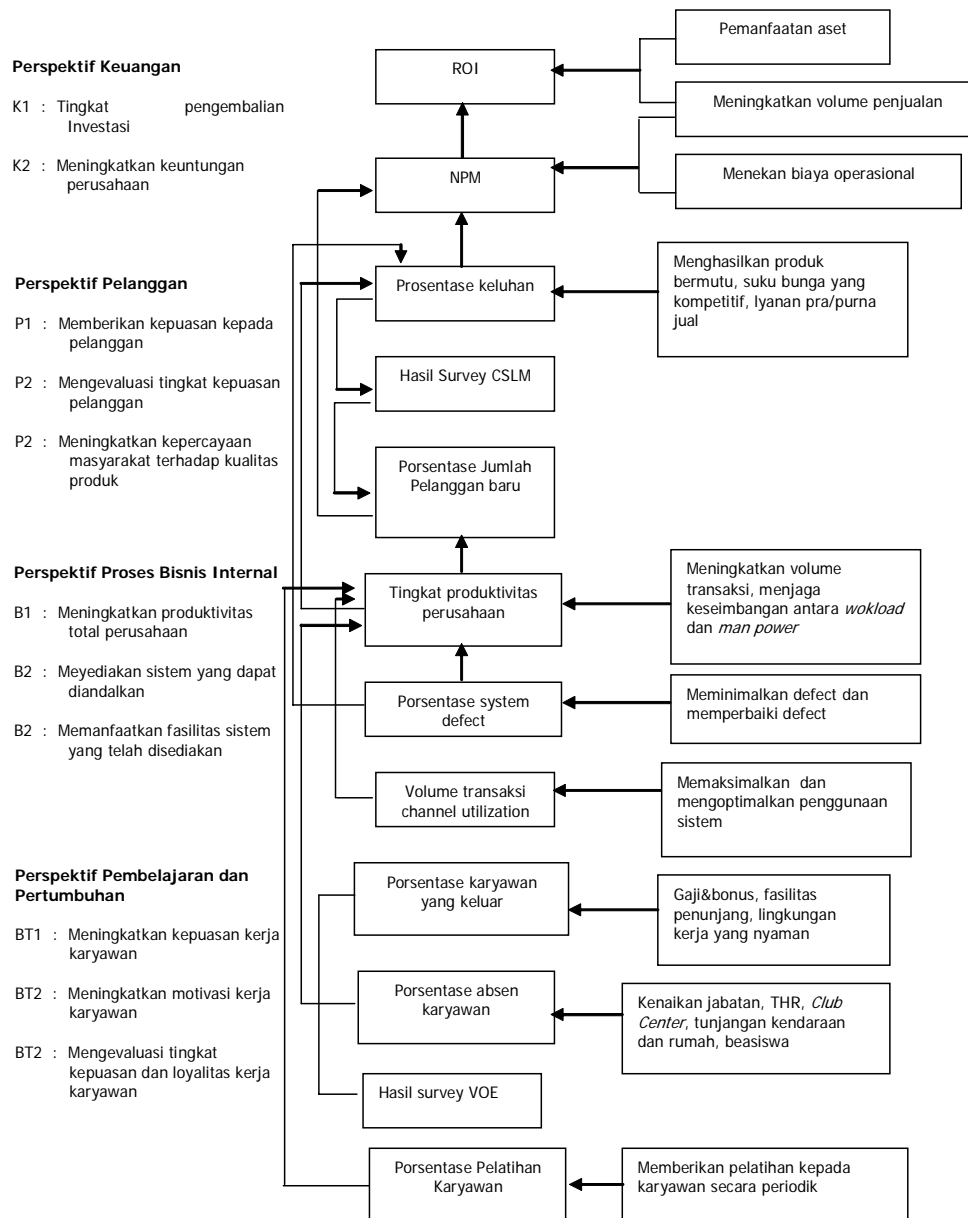 Perspektif Keuangan
K1 : Tingkat pengembalian
Investasi
K2 : Meningkatkan keuntungan
perusahaan
Perspektif Pelanggan
P1 : Memberikan kepuasan kepada
pelanggan
P2 : Mengevaluasi tingkat kepuasan
pelanggan
P2 : Meningkatkan kepercayaan
masyarakat terhadap kualitas
produk
Perspektif Proses Bisnis Internal
B1 : Meningkatkan produktivitas
total perusahaan
B2 : Meyediakan sistem yang dapat
diandalkan
B2 : Memanfaatkan fasilitas sistem
yang telah disediakan
Perspektif Pembelajaran dan
Pertumbuhan
BT1 : Meningkatkan kepuasan kerja
karyawan
BT2 : Meningkatkan motivasi kerja
karyawan
BT2 : Mengevaluasi tingkat
kepuasan dan loyalitas kerja
karyawan
ROI
NPM
Prosentase keluhan
Hasil Survey CSLM
Porsentase Jumlah
Pelanggan baru
Tingkat produktivitas
perusahaan
Porsentase system
defect
Volume transaksi
channel utilization
Porsentase karyawan
yang keluar
Porsentase absen
karyawan
Hasil survey VOE
Porsentase Pelatihan
Karyawan
Pemanfaatan aset
Meningkatkan volume penjualan
Menekan biaya operasional
Menghasilkan produk
bermutu, suku bunga yang
kompetitif, lyanan pra/purna
jual
Meningkatkan volume
transaksi, menjaga
keseimbangan antara wokload
dan man power
Meminimalkan defect dan
memperbaiki defect
Memaksimalkan dan
mengoptimalkan penggunaan
sistem
Gaji&bonus, fasilitas
penunjang, lingkungan
kerja yang nyaman
Kenaikan jabatan, THR, Club
Center, tunjangan kendaraan
dan rumah, beasiswa
Memberikan pelatihan kepada
karyawan secara periodik